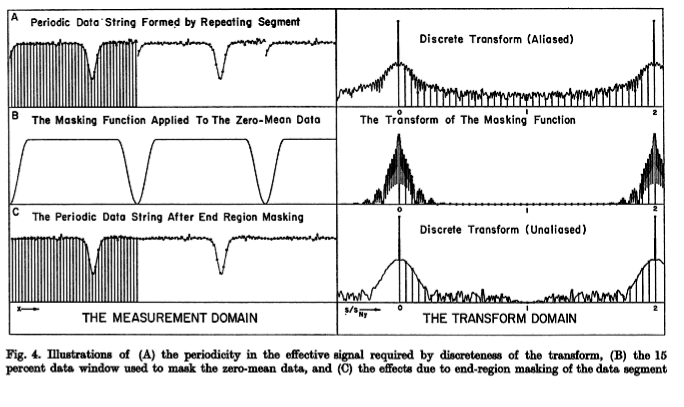 A
Periodic Data String Formed by Repeating Segment
Discrete Transform (Aliased)
0
2
B
The Masking Function Applied To The Zero-Mean Data
The Transform of The Masking Function
0
1
2
C
The Periodic Data String After End Region Masking
Discrete Transform (Unaliased)
x
s/sNy
0
1
2
THE MEASUREMENT DOMAIN
THE TRANSFORM DOMAIN
Fig. 4. Illustrations of (A) the periodicity in the effective signal required by discreteness of the transform, (B) the 15
percent data window used to mask the zero-mean data, and (C) the effects due to end-region masking of the data segment